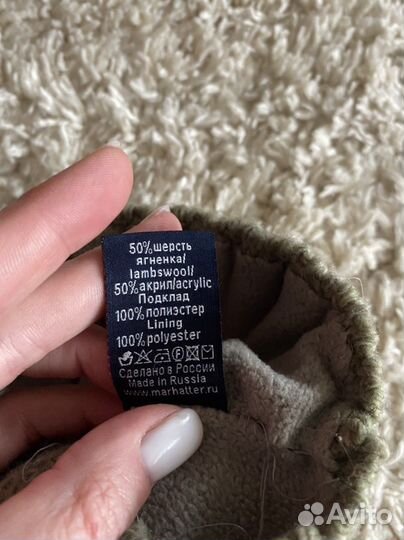 50% шерсть
ягненка/
lambswool/
50% акрил/acrylic
Подклад
100% полиэстер
Lining
100% polyester
Сделано в России
Made in Russia
www.marhatter.ru
Avito